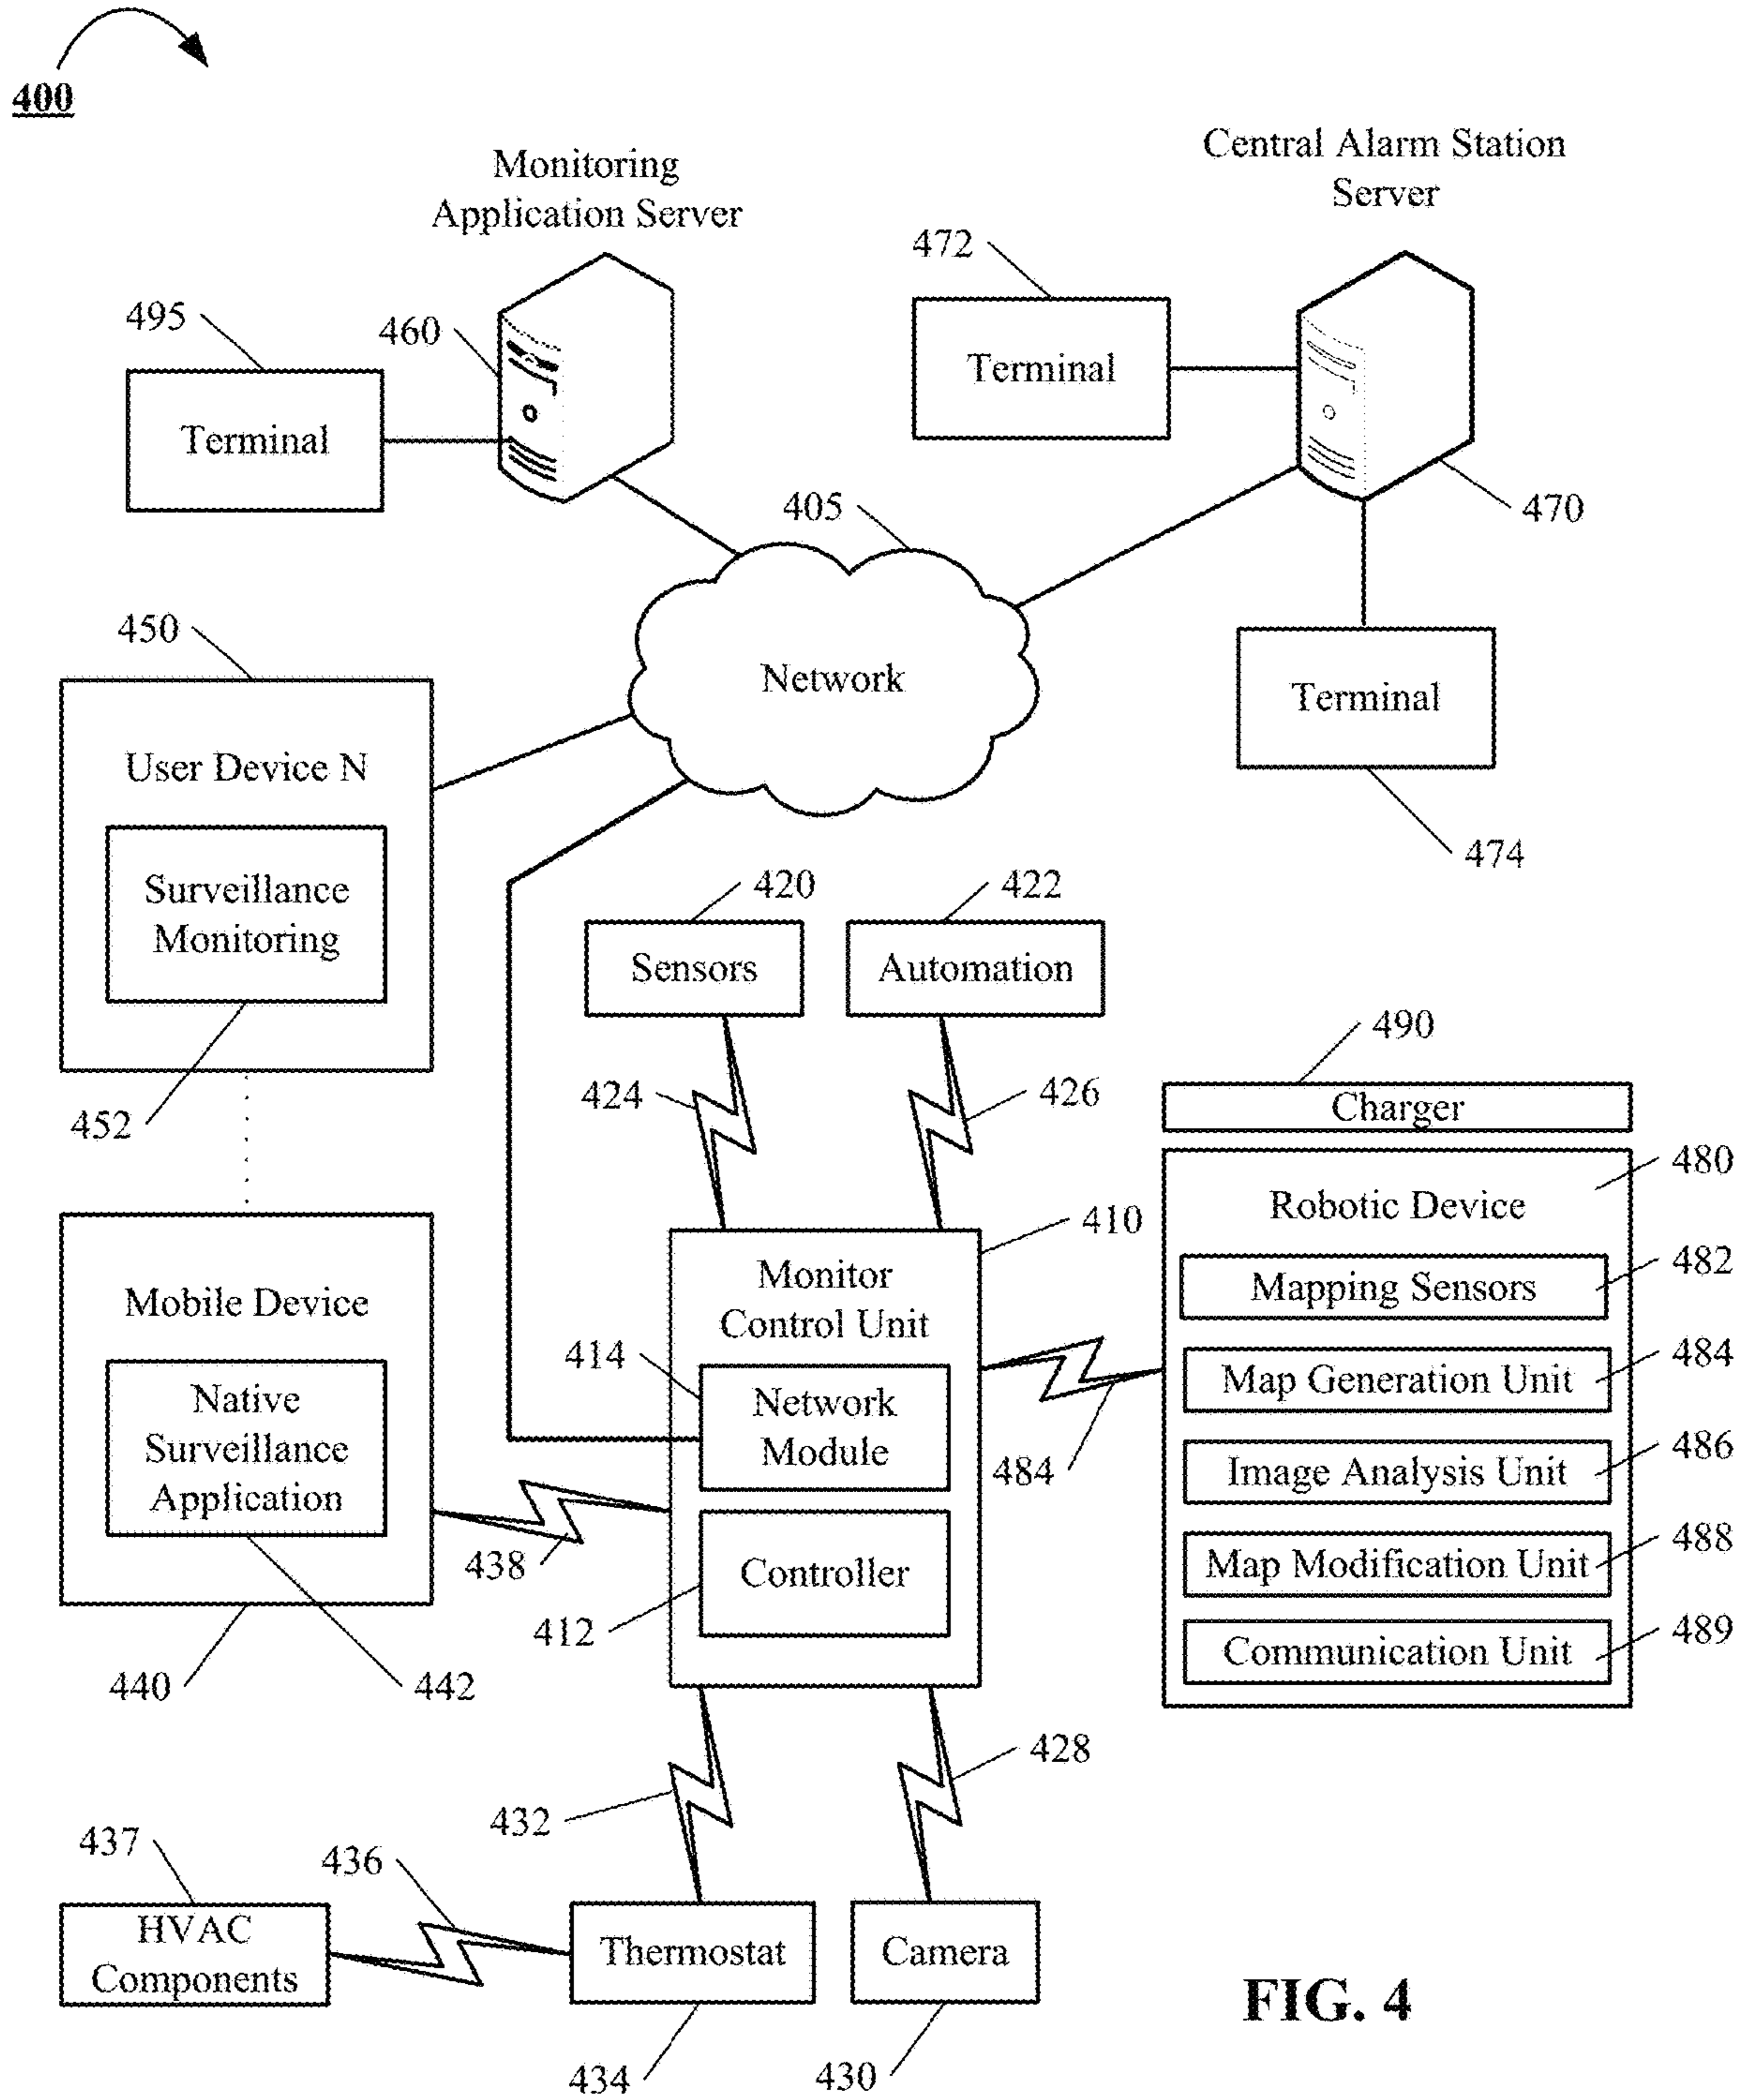 400
Monitoring
Application Server
Central Alarm Station
Server
472
495
460
Terminal
Terminal
405
470
450
Network
Terminal
User Device N
474
Surveillance
Monitoring
420
422
Sensors
Automation
490
424
426
Charger
452
480
Robotic Device
410
Monitor
Control Unit
482
Mapping Sensors
Mobile Device
414
484
Map Generation Unit
Native
Surveillance
Application
Network
Module
484
486
Image Analysis Unit
438
Controller
488
Map Modification Unit
412
489
Communication Unit
440
442
428
432
437
436
HVAC
Components
Thermostat
Camera
434
430
FIG. 4